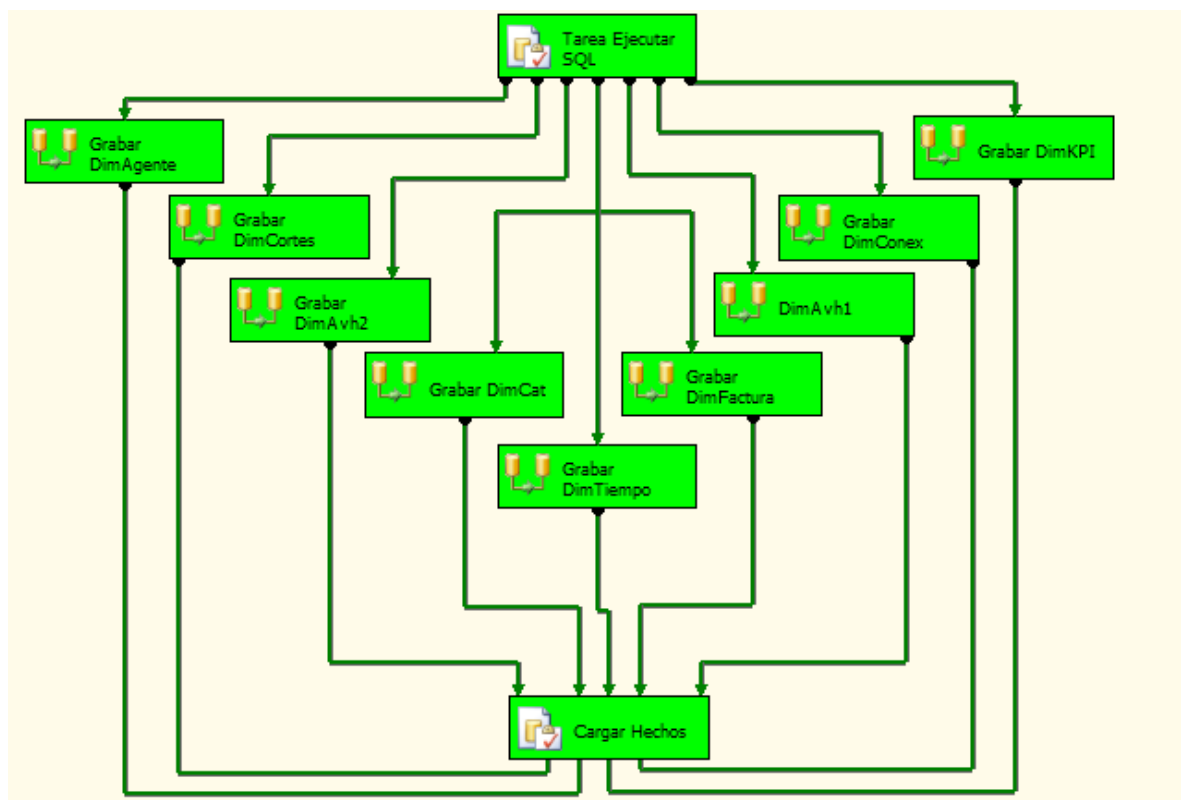 Tarea Ejecutar
SQL
Grabar
DimAgente
Grabar DimKPI
Grabar
DimCortes
Grabar
DimConex
Grabar
DimAvh2
DimAvh1
Grabar DimCat
Grabar
DimFactura
Grabar
DimTiempo
Cargar Hechos